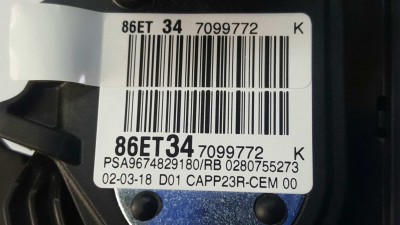 86ET 34 7099772 K
86ET34 7099772 K
PSA9674829180/RB 0280755273
02-03-18 D01 CAPP23R-CEM 00